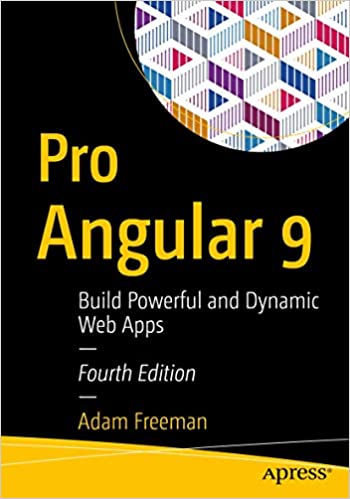 Pro
Angular 9
Build Powerful and Dynamic
Web Apps
—
Fourth Edition
—
Adam Freeman
Apress®